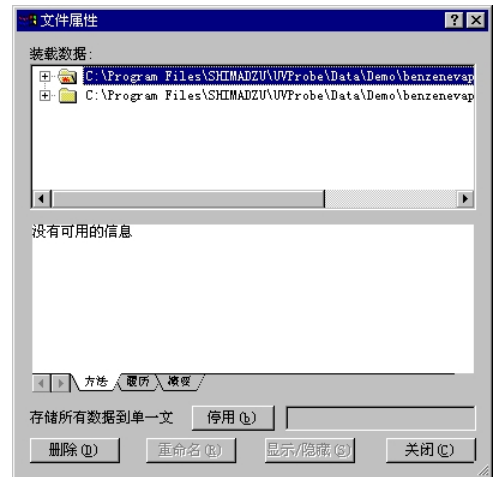 文件属性
装载数据:
C:\Program Files\SHIMADZU\UVProbe\Data\Demo\benzenevap
C:\Program Files\SHIMADZU\UVProbe\Data\Demo\benzenevap
没有可用的信息
方法 履历 摘要
存储所有数据到单一文 停用(b)
删除(D) 重命名(R) 显示/隐藏(S) 关闭(C)